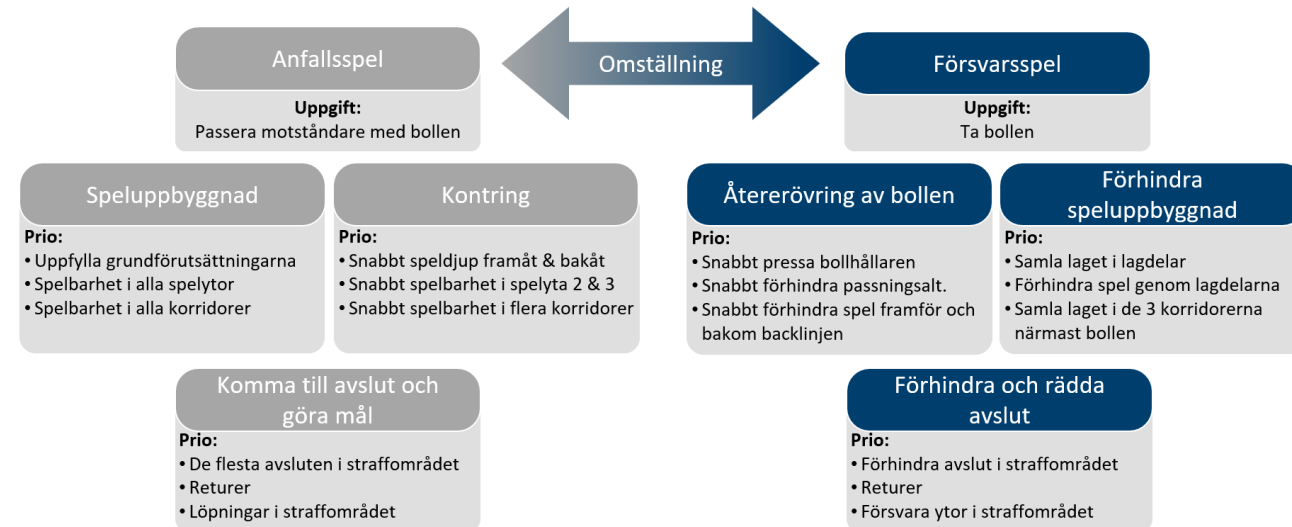 Anfallsspel
Uppgift:
Passera motståndare med bollen
Omställning
Försvarsspel
Uppgift:
Ta bollen
Speluppbyggnad
Prio:
• Uppfylla grundförutsättningarna
• Spelbarhet i alla spelytor
• Spelbarhet i alla korridorer
Kontring
Prio:
• Snabbt speldjup framåt & bakåt
• Snabbt spelbarhet i spelyta 2 & 3
• Snabbt spelbarhet i flera korridorer
Återerövring av bollen
Prio:
• Snabbt pressa bollhållaren
• Snabbt förhindra passningsalt.
• Snabbt förhindra spel framför och
bakom backlinjen
Förhindra
speluppbyggnad
Prio:
• Samla laget i lagdelar
• Förhindra spel genom lagdelarna
• Samla laget i de 3 korridorerna
närmast bollen
Komma till avslut och
göra mål
Prio:
• De flesta avsluten i straffområdet
• Returer
• Löpningar i straffområdet
Förhindra och rädda
avslut
Prio:
• Förhindra avslut i straffområdet
• Returer
• Försvara ytor i straffområdet